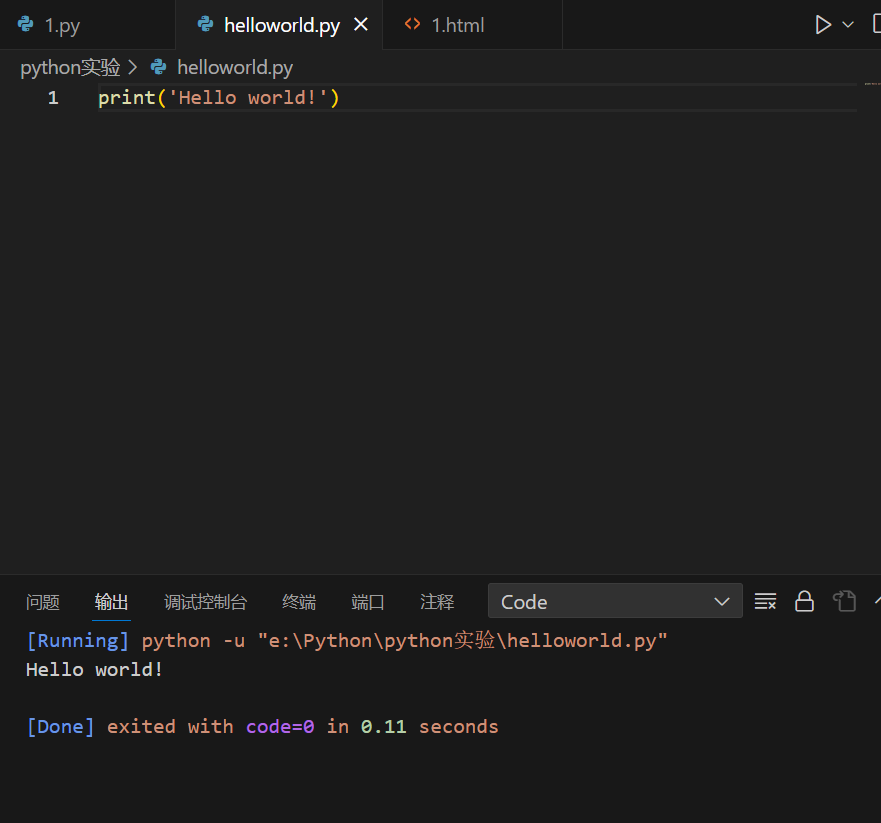 1.py helloworld.py 1.html
python实验 > helloworld.py
1 print('Hello world!')
问题 输出 调试控制台 终端 端口 注释 Code
[Running] python -u "e:\Python\python实验\helloworld.py"
Hello world!
[Done] exited with code=0 in 0.11 seconds